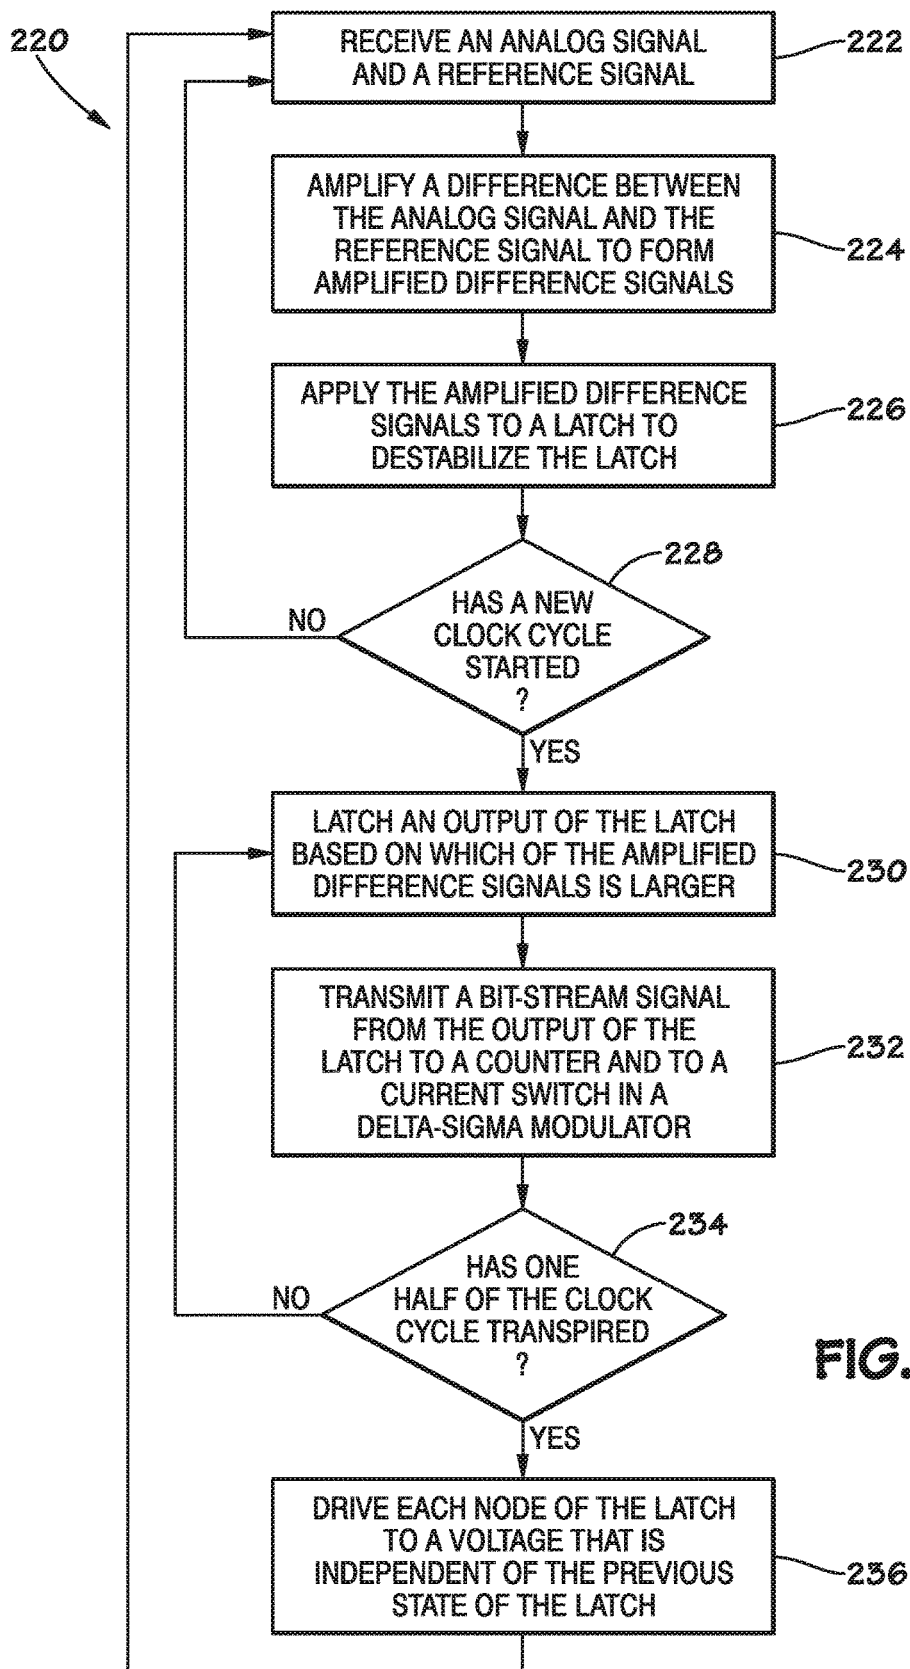 220
RECEIVE AN ANALOG SIGNAL
AND A REFERENCE SIGNAL
222
AMPLIFY A DIFFERENCE BETWEEN
THE ANALOG SIGNAL AND THE
REFERENCE SIGNAL TO FORM
AMPLIFIED DIFFERENCE SIGNALS
224
APPLY THE AMPLIFIED DIFFERENCE
SIGNALS TO A LATCH TO
DESTABILIZE THE LATCH
226
228
HAS A NEW
CLOCK CYCLE
STARTED
?
NO
YES
LATCH AN OUTPUT OF THE LATCH
BASED ON WHICH OF THE AMPLIFIED
DIFFERENCE SIGNALS IS LARGER
230
TRANSMIT A BIT-STREAM SIGNAL
FROM THE OUTPUT OF THE
LATCH TO A COUNTER AND TO A
CURRENT SWITCH IN A
DELTA-SIGMA MODULATOR
232
234
HAS ONE
HALF OF THE CLOCK
CYCLE TRANSPIRED
?
NO
YES
FIG.
DRIVE EACH NODE OF THE LATCH
TO A VOLTAGE THAT IS
INDEPENDENT OF THE PREVIOUS
STATE OF THE LATCH
236